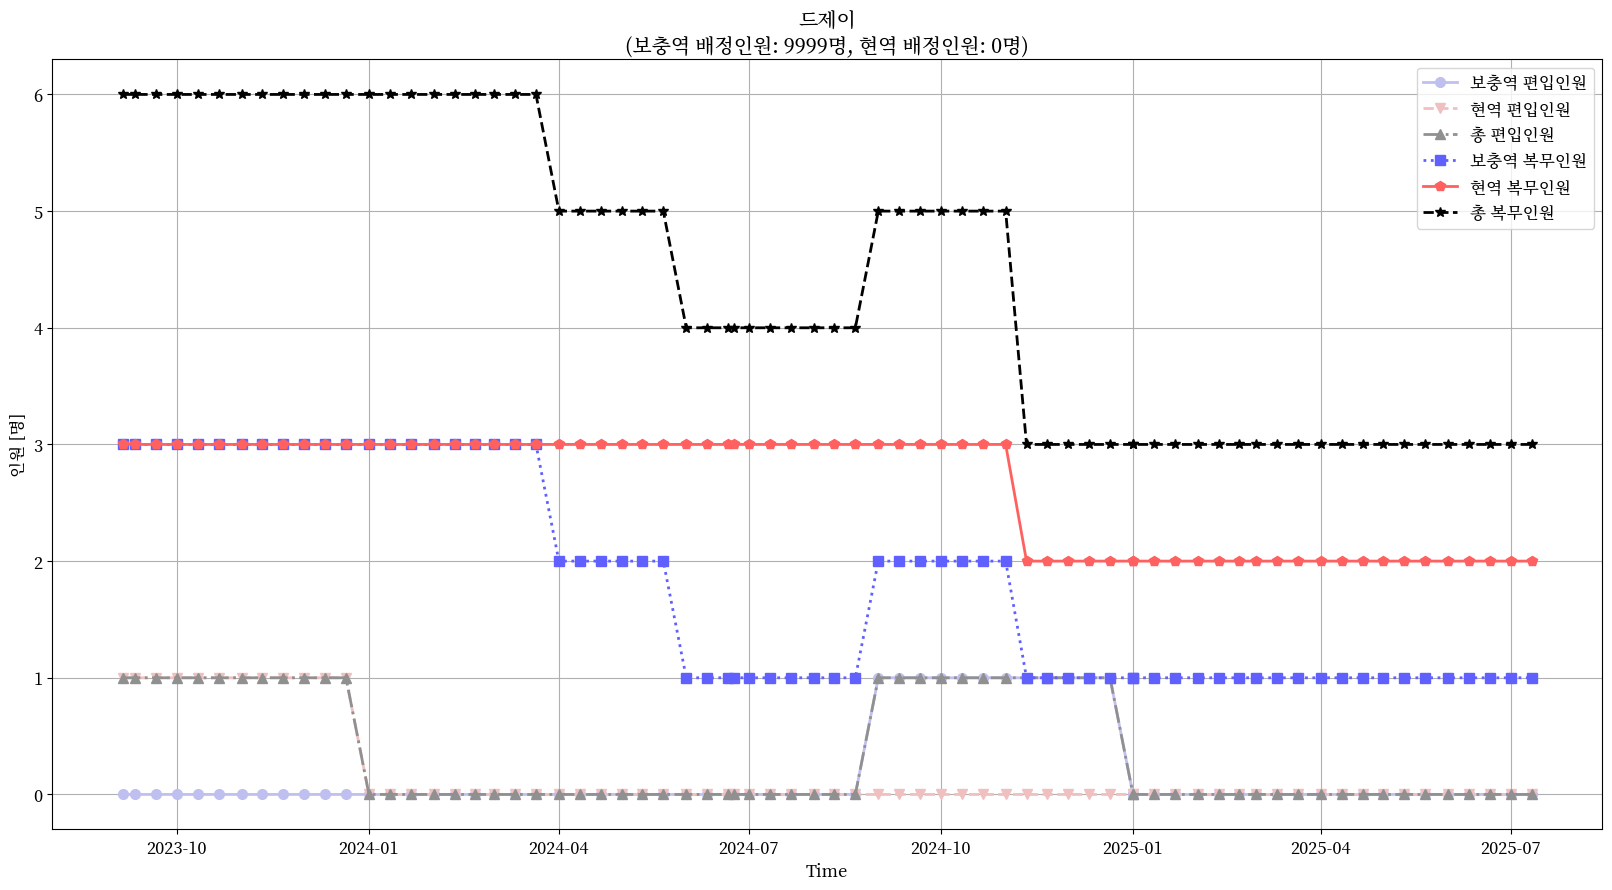 드제이
(보충역 배정인원: 9999명, 현역 배정인원: 0명)
보충역 편입인원
현역 편입인원
총 편입인원
보충역 복무인원
현역 복무인원
총 복무인원
인원 [명]
6
5
4
3
2
1
0
2023-10
2024-01
2024-04
2024-07
2024-10
2025-01
2025-04
2025-07
Time